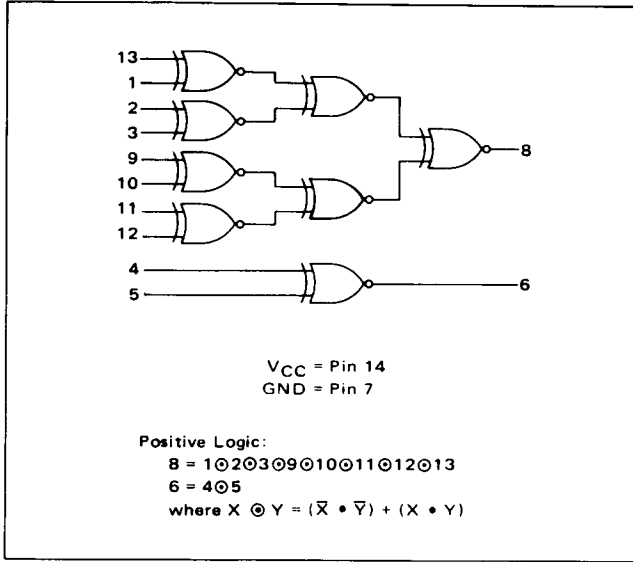 13
1
2
3
9
10
11
12
8
4
5
6
VCC = Pin 14
GND = Pin 7
Positive Logic:
8 = 1⊙2⊙3⊙9⊙10⊙11⊙12⊙13
6 = 4⊙5
where X ⊙ Y = (X̅ • Y̅) + (X • Y)